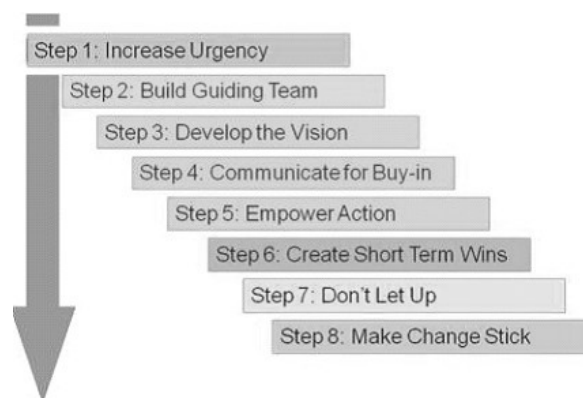 Step 1: Increase Urgency
Step 2: Build Guiding Team
Step 3: Develop the Vision
Step 4: Communicate for Buy-in
Step 5: Empower Action
Step 6: Create Short Term Wins
Step 7: Don't Let Up
Step 8: Make Change Stick